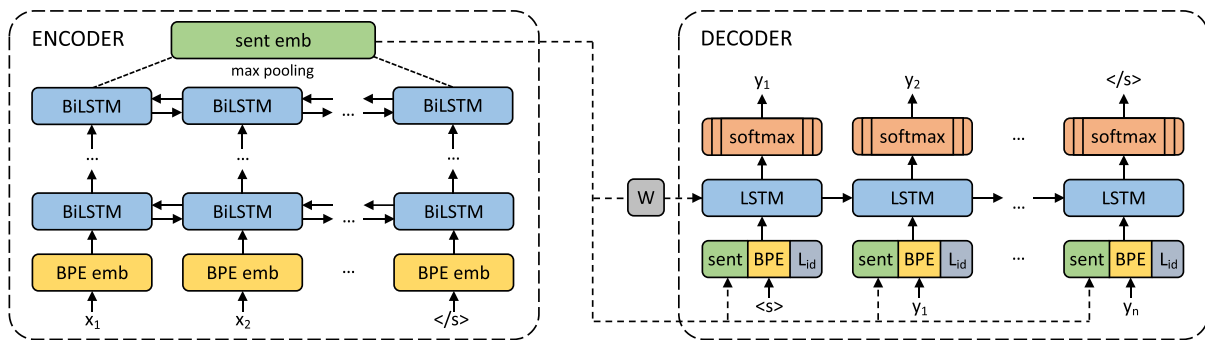 ENCODER
sent emb
max pooling
BiLSTM BiLSTM ... BiLSTM
... ... ...
BiLSTM BiLSTM ... BiLSTM
BPE emb BPE emb ... BPE emb
x1 x2 </s>
W
DECODER
y1 y2 </s>
softmax softmax ... softmax
LSTM LSTM ... LSTM
sent BPE Lid sent BPE Lid ... sent BPE Lid
<s> y1 yn